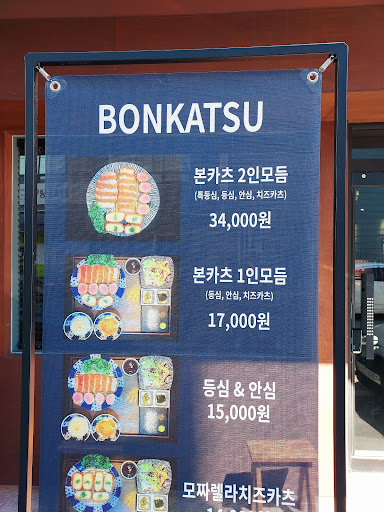 BONKATSU
본카츠 2인모듬
(특등심, 등심, 안심, 치즈카츠)
34,000원
본카츠 1인모듬
(등심, 안심, 치즈카츠)
17,000원
등심 & 안심
15,000원
모짜렐라치즈카츠